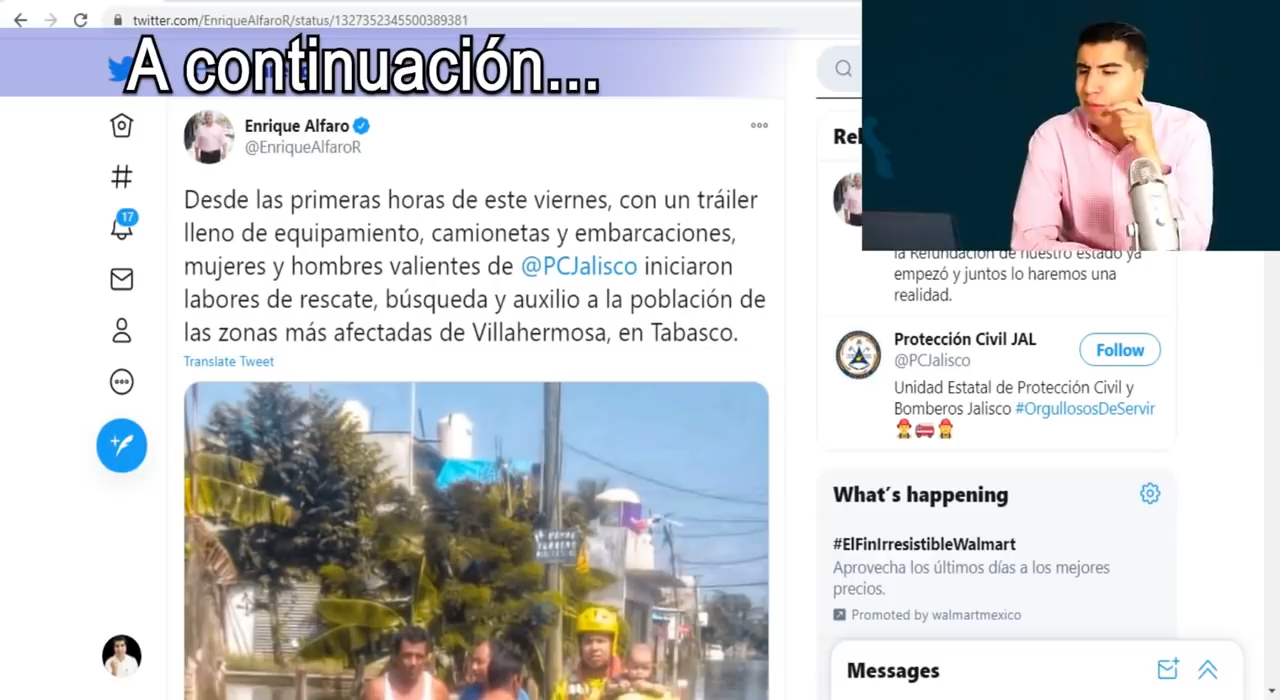 twitter.com/EnriqueAlfaroR/status/1327352345500389381
A continuación...
Enrique Alfaro
@EnriqueAlfaroR
Desde las primeras horas de este viernes, con un tráiler
lleno de equipamiento, camionetas y embarcaciones,
mujeres y hombres valientes de @PCJalisco iniciaron
labores de rescate, búsqueda y auxilio a la población de
las zonas más afectadas de Villahermosa, en Tabasco.
Translate Tweet
17
Rel
la Refundación de nuestro estado ya
empezó y juntos lo haremos una
realidad.
Protección Civil JAL
@PCJalisco
Follow
Unidad Estatal de Protección Civil y
Bomberos Jalisco #OrgullososDeServir
What's happening
#ElFinIrresistibleWalmart
Aprovecha los últimos días a los mejores
precios.
Promoted by walmartmexico
Messages